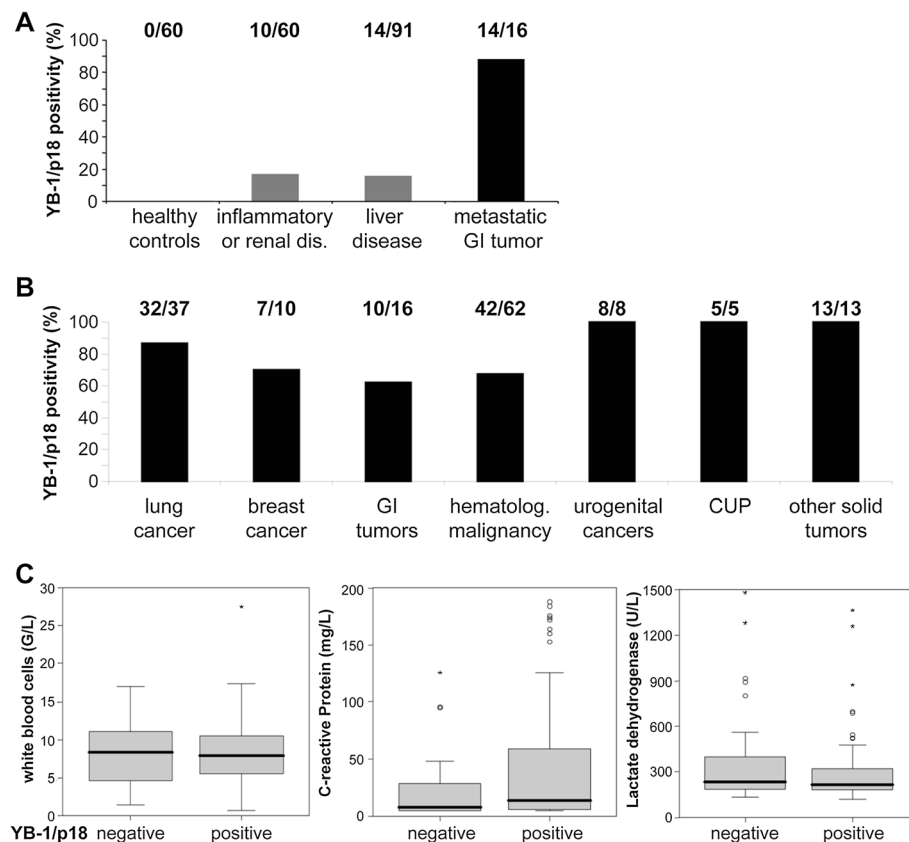 A
0/60 10/60 14/91 14/16
YB-1/p18 positivity (%)
100
80
60
40
20
0
healthy controls
inflammatory or renal dis.
liver disease
metastatic GI tumor
B
32/37 7/10 10/16 42/62 8/8 5/5 13/13
YB-1/p18 positivity (%)
100
80
60
40
20
0
lung cancer
breast cancer
GI tumors
hematolog. malignancy
urogenital cancers
CUP
other solid tumors
C
white blood cells (G/L)
30
25
20
15
10
5
0
C-reactive Protein (mg/L)
200
150
100
50
0
Lactate dehydrogenase (U/L)
1500
1200
900
600
300
0
YB-1/p18 negative positive negative positive negative positive